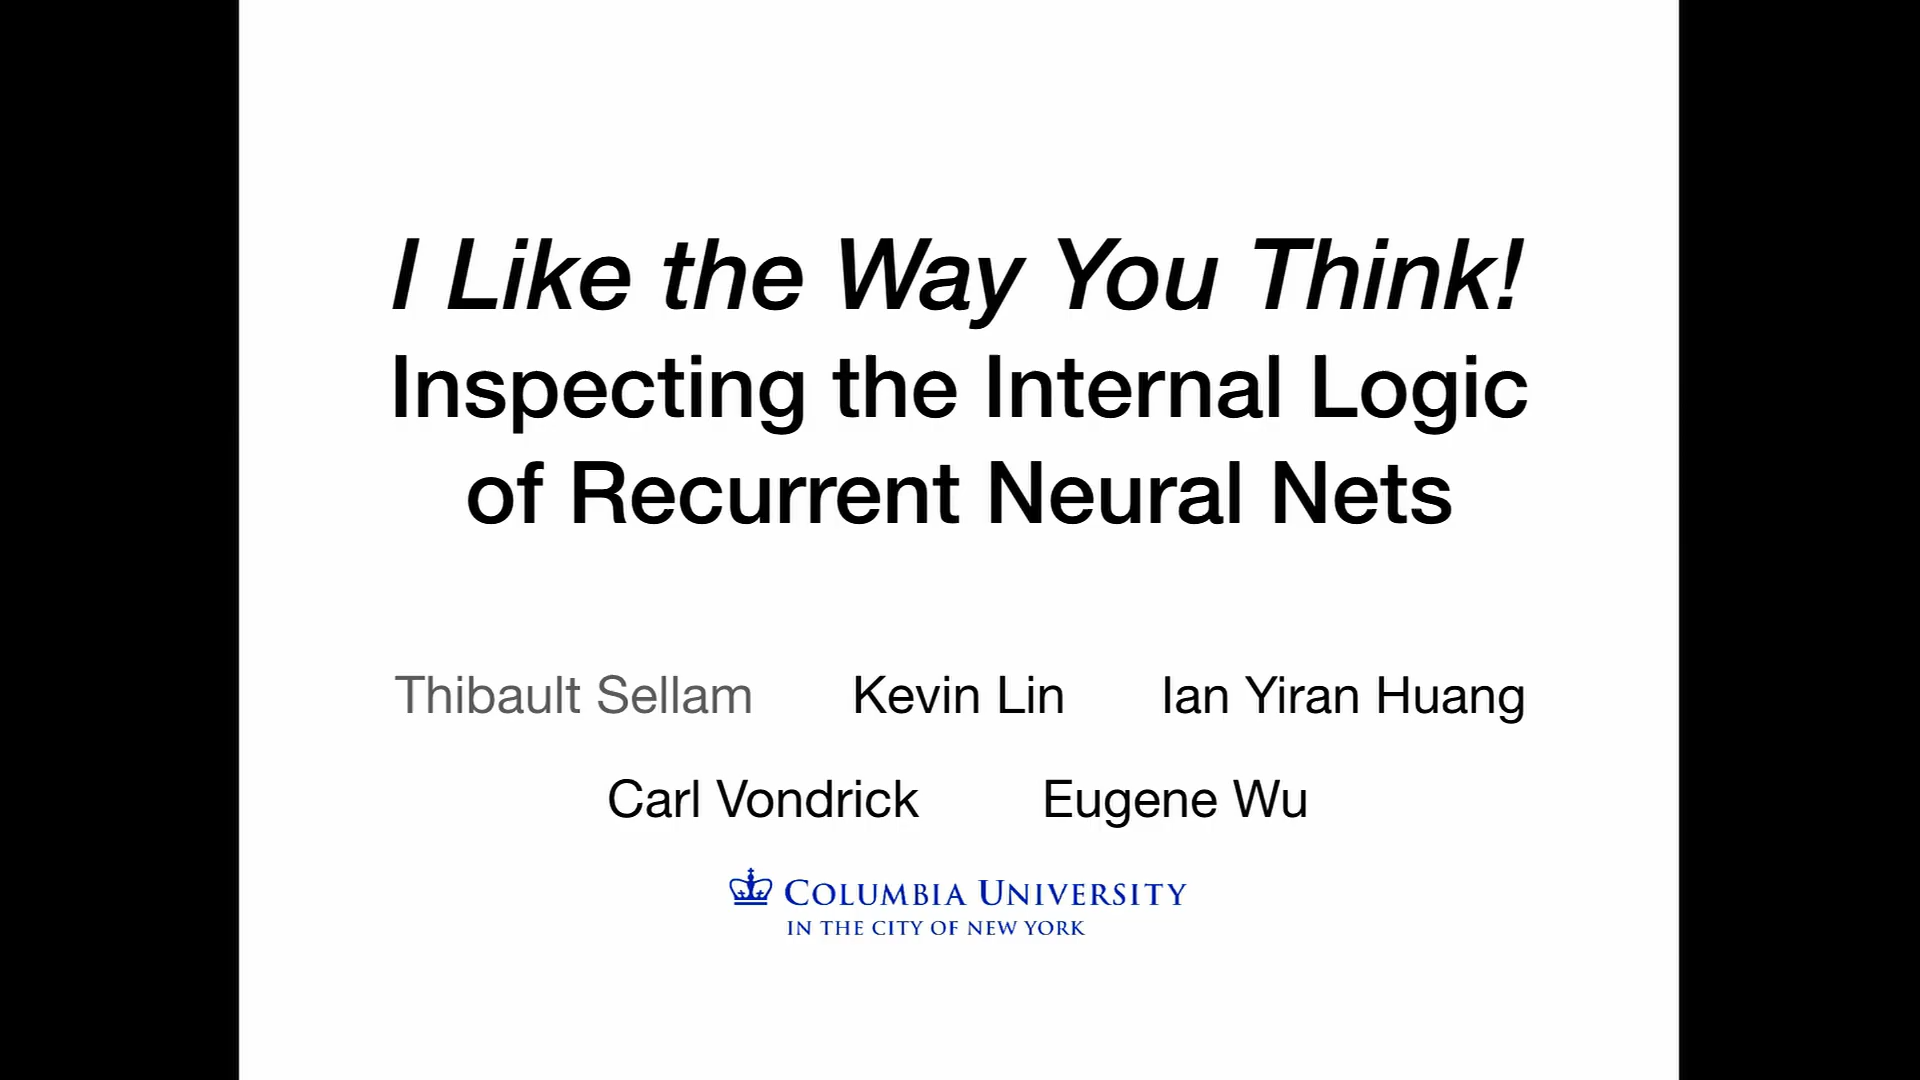 I Like the Way You Think!
Inspecting the Internal Logic
of Recurrent Neural Nets
Thibault Sellam Kevin Lin Ian Yiran Huang
Carl Vondrick Eugene Wu
COLUMBIA UNIVERSITY
IN THE CITY OF NEW YORK